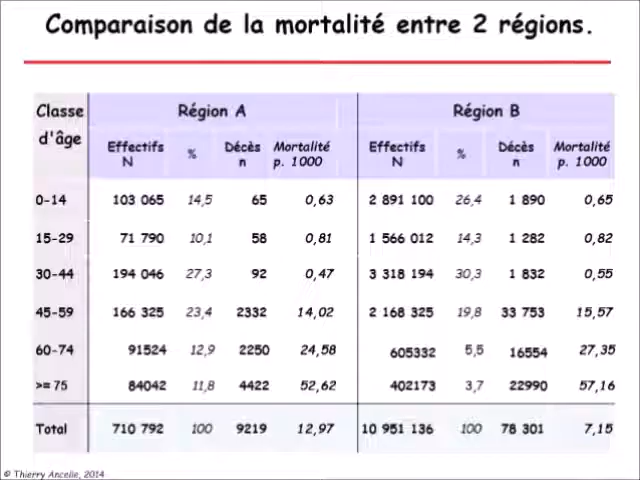 Comparaison de la mortalité entre 2 régions.
Classe d'âge Région A Région B
Effectifs N % Décès n Mortalité p. 1000 Effectifs N % Décès n Mortalité p. 1000
0-14 103 065 14,5 65 0,63 2 891 100 26,4 1 890 0,65
15-29 71 790 10,1 58 0,81 1 566 012 14,3 1 282 0,82
30-44 194 046 27,3 92 0,47 3 318 194 30,3 1 832 0,55
45-59 166 325 23,4 2332 14,02 2 168 325 19,8 33 753 15,57
60-74 91524 12,9 2250 24,58 605332 5,5 16554 27,35
>= 75 84042 11,8 4422 52,62 402173 3,7 22990 57,16
Total 710 792 100 9219 12,97 10 951 136 100 78 301 7,15
© Thierry Ancelle, 2014